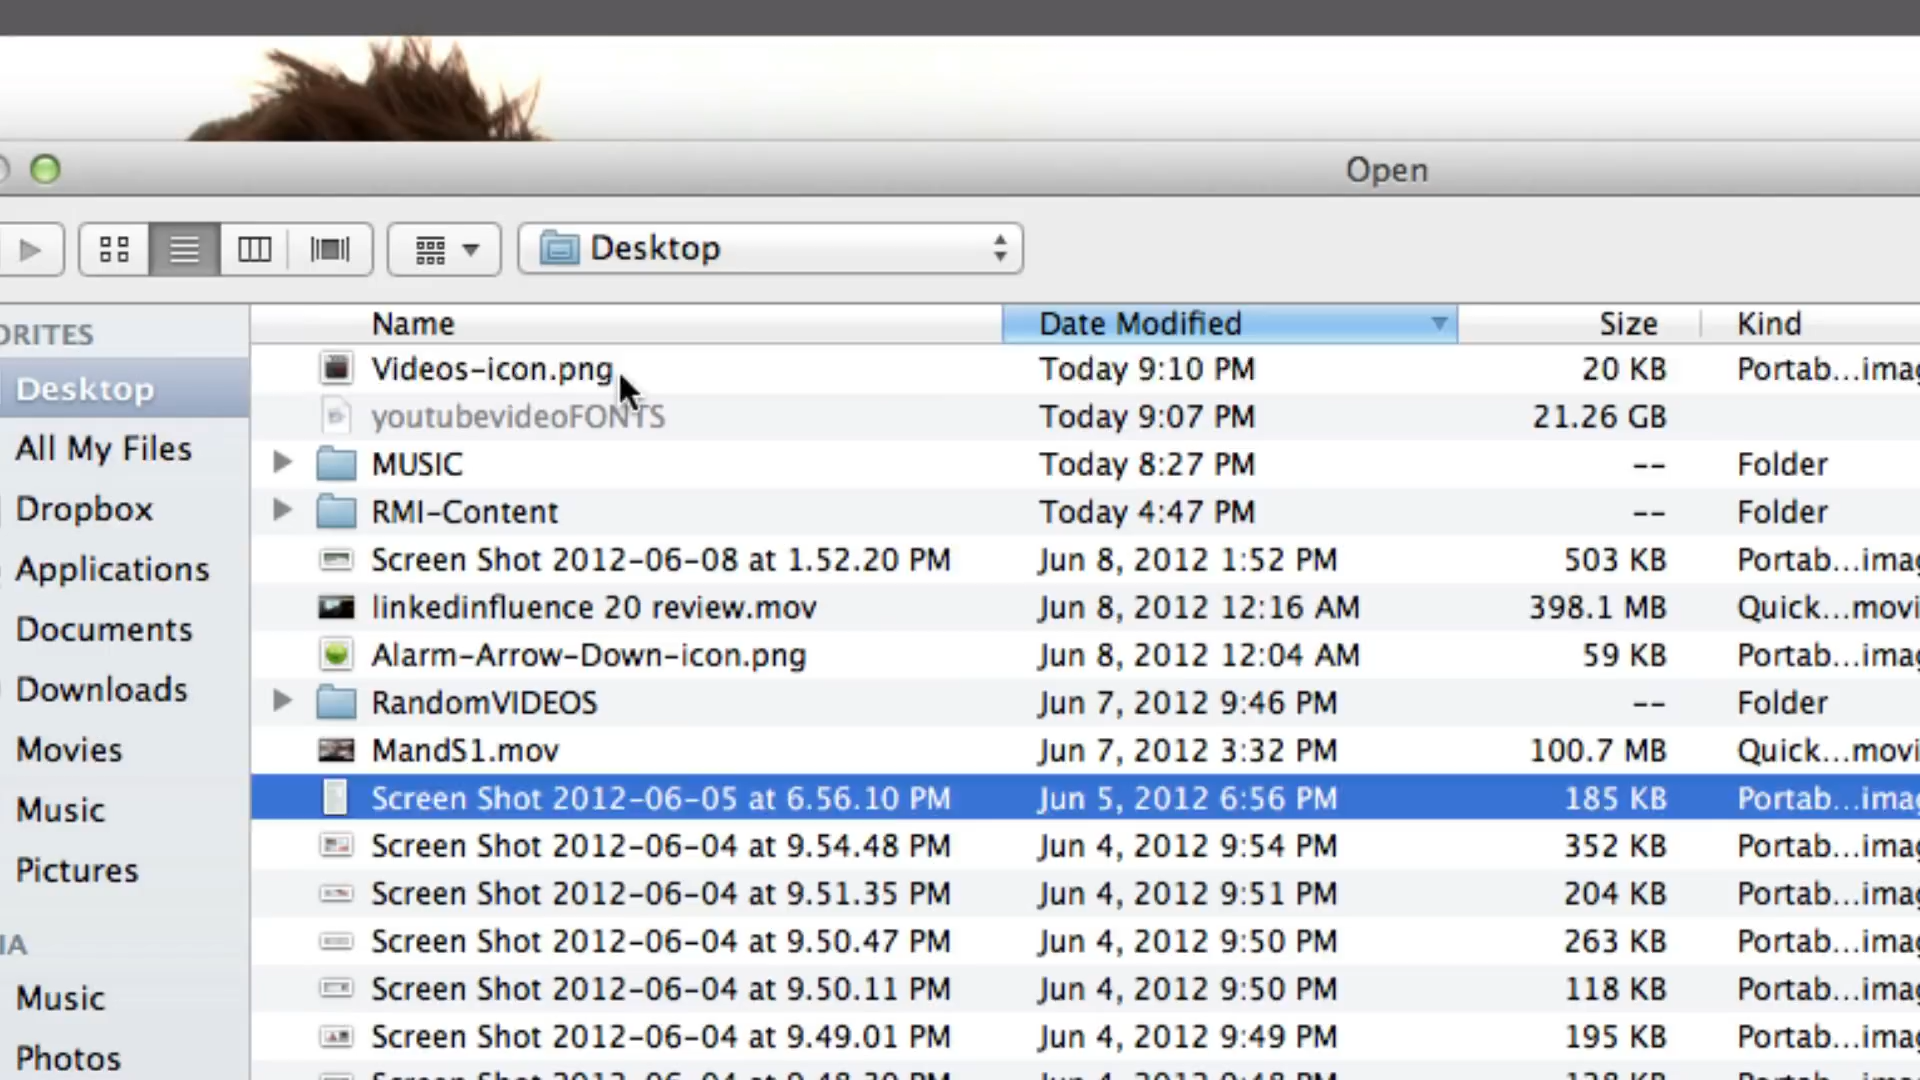 Open
Desktop
ORITES
Name Date Modified Size Kind
Desktop
All My Files
Dropbox
Applications
Documents
Downloads
Movies
Music
Pictures
IA
Music
Photos
Videos-icon.png Today 9:10 PM 20 KB Portab...imag
youtubevideoFONTS Today 9:07 PM 21.26 GB
MUSIC Today 8:27 PM -- Folder
RMI-Content Today 4:47 PM -- Folder
Screen Shot 2012-06-08 at 1.52.20 PM Jun 8, 2012 1:52 PM 503 KB Portab...imag
linkedinfluence 20 review.mov Jun 8, 2012 12:16 AM 398.1 MB Quick...movi
Alarm-Arrow-Down-icon.png Jun 8, 2012 12:04 AM 59 KB Portab...imag
RandomVIDEOS Jun 7, 2012 9:46 PM -- Folder
MandS1.mov Jun 7, 2012 3:32 PM 100.7 MB Quick...movi
Screen Shot 2012-06-05 at 6.56.10 PM Jun 5, 2012 6:56 PM 185 KB Portab...imag
Screen Shot 2012-06-04 at 9.54.48 PM Jun 4, 2012 9:54 PM 352 KB Portab...imag
Screen Shot 2012-06-04 at 9.51.35 PM Jun 4, 2012 9:51 PM 204 KB Portab...imag
Screen Shot 2012-06-04 at 9.50.47 PM Jun 4, 2012 9:50 PM 263 KB Portab...imag
Screen Shot 2012-06-04 at 9.50.11 PM Jun 4, 2012 9:50 PM 118 KB Portab...imag
Screen Shot 2012-06-04 at 9.49.01 PM Jun 4, 2012 9:49 PM 195 KB Portab...imag